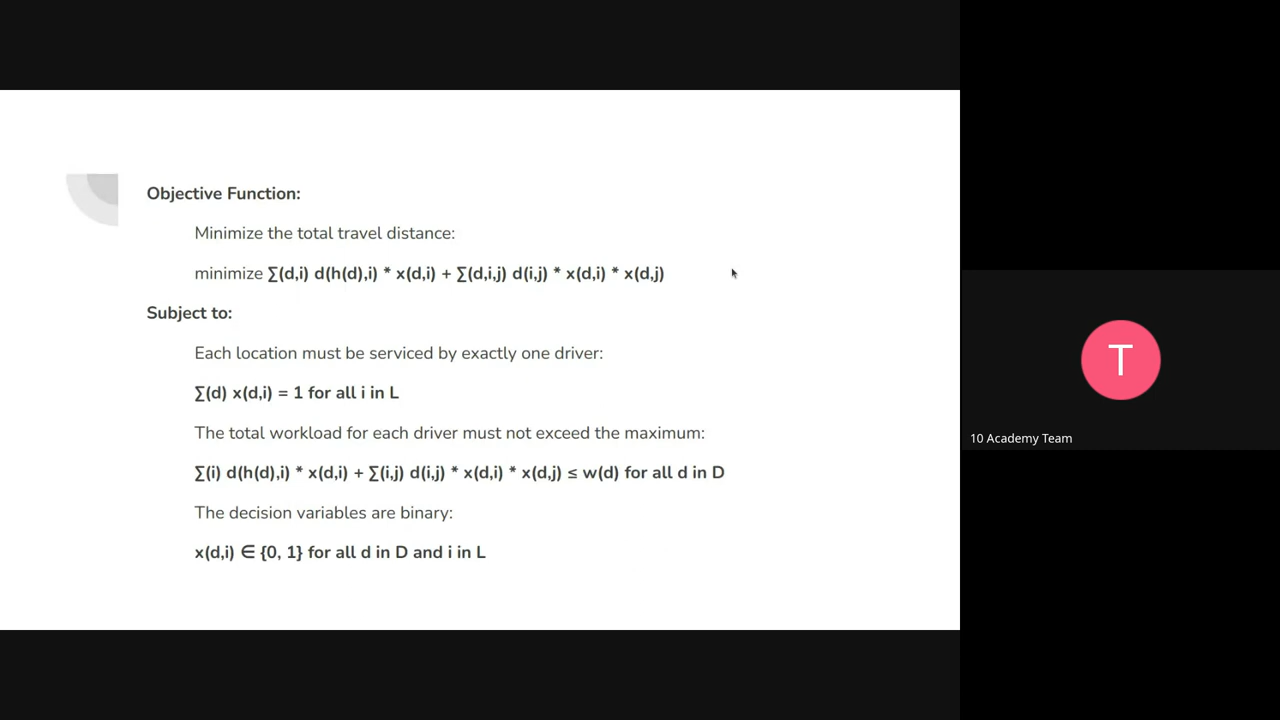 Objective Function:
Minimize the total travel distance:
minimize ∑(d,i) d(h(d),i) * x(d,i) + ∑(d,i,j) d(i,j) * x(d,i) * x(d,j)
Subject to:
Each location must be serviced by exactly one driver:
∑(d) x(d,i) = 1 for all i in L
The total workload for each driver must not exceed the maximum:
∑(i) d(h(d),i) * x(d,i) + ∑(i,j) d(i,j) * x(d,i) * x(d,j) ≤ w(d) for all d in D
The decision variables are binary:
x(d,i) ∈ {0, 1} for all d in D and i in L
T
10 Academy Team